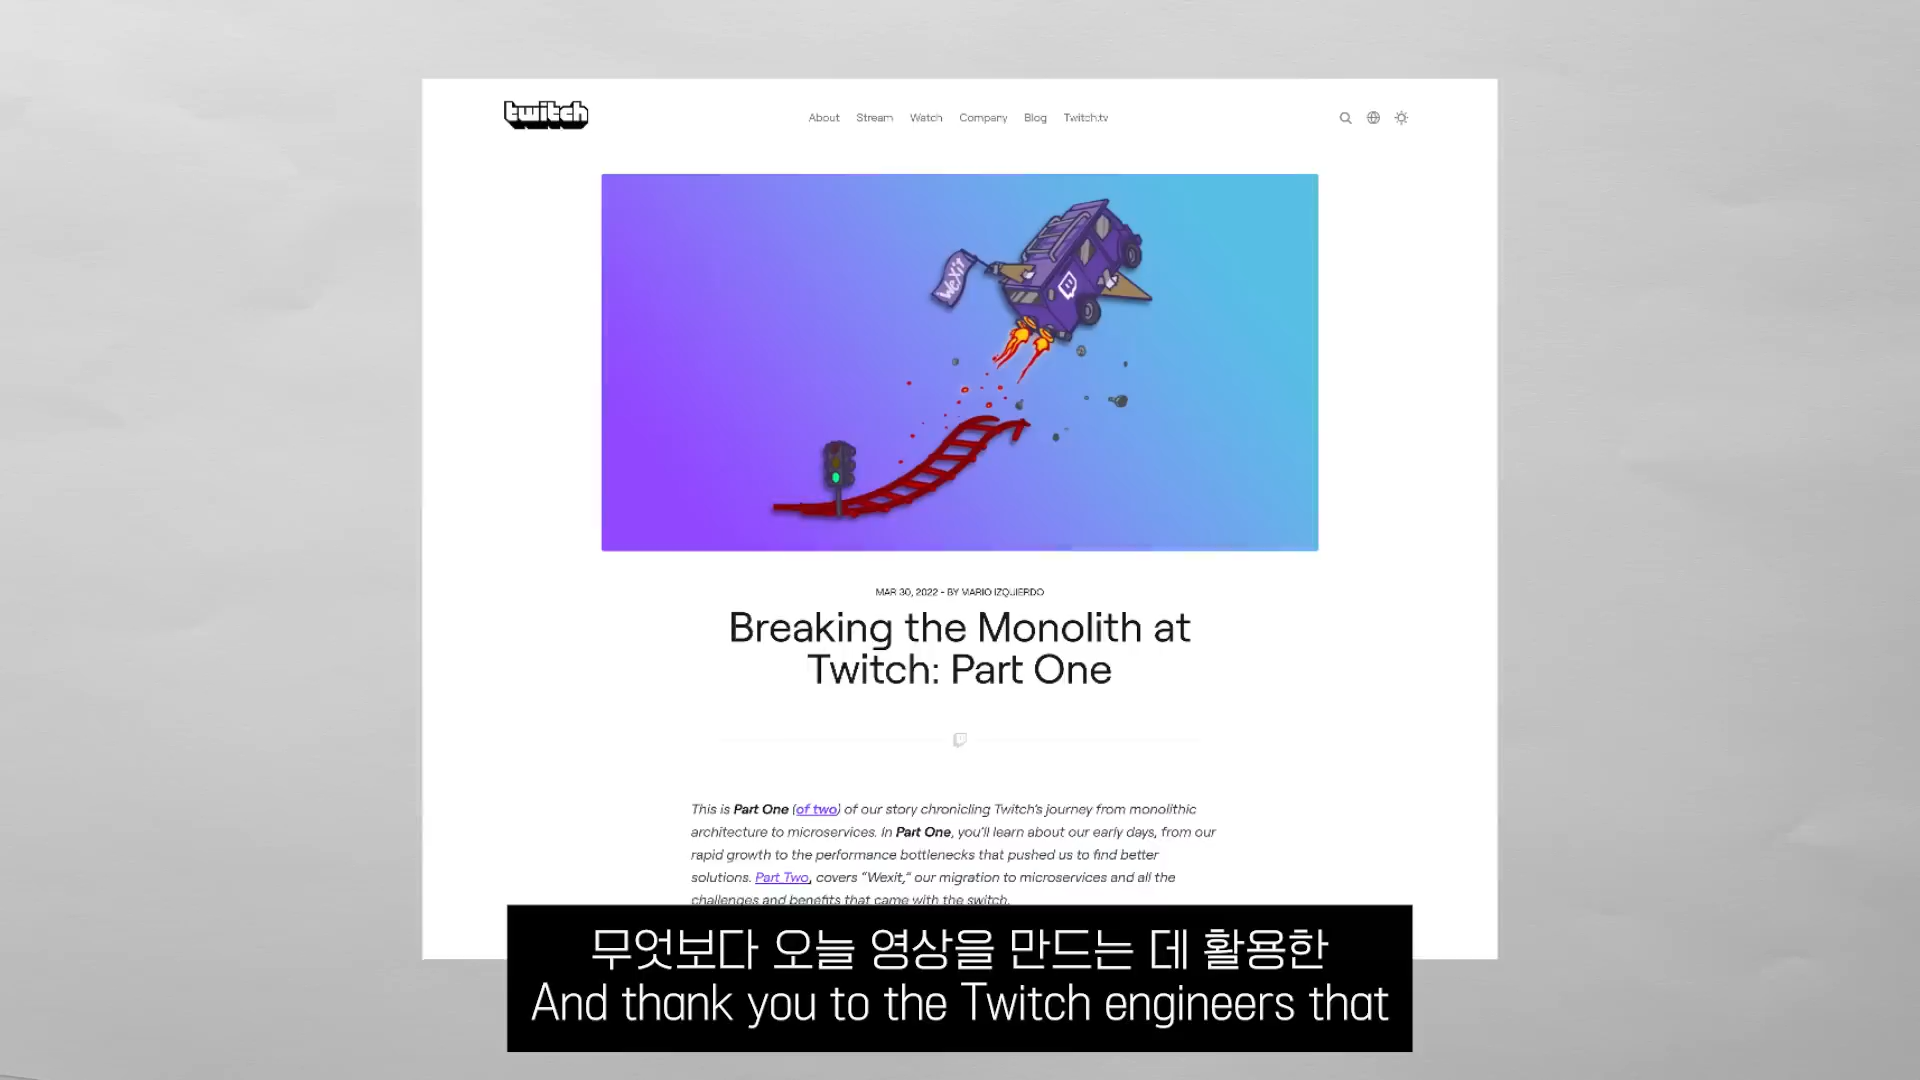 twitch
About Stream Watch Company Blog Twitch.tv
Wexit
MAR 30, 2022 - BY MARIO IZQUIERDO
Breaking the Monolith at
Twitch: Part One
This is Part One (of two) of our story chronicling Twitch's journey from monolithic
architecture to microservices. In Part One, you'll learn about our early days, from our
rapid growth to the performance bottlenecks that pushed us to find better
solutions. Part Two, covers “Wexit,” our migration to microservices and all the
challenges and benefits that came with the switch.
무엇보다 오늘 영상을 만드는 데 활용한
And thank you to the Twitch engineers that